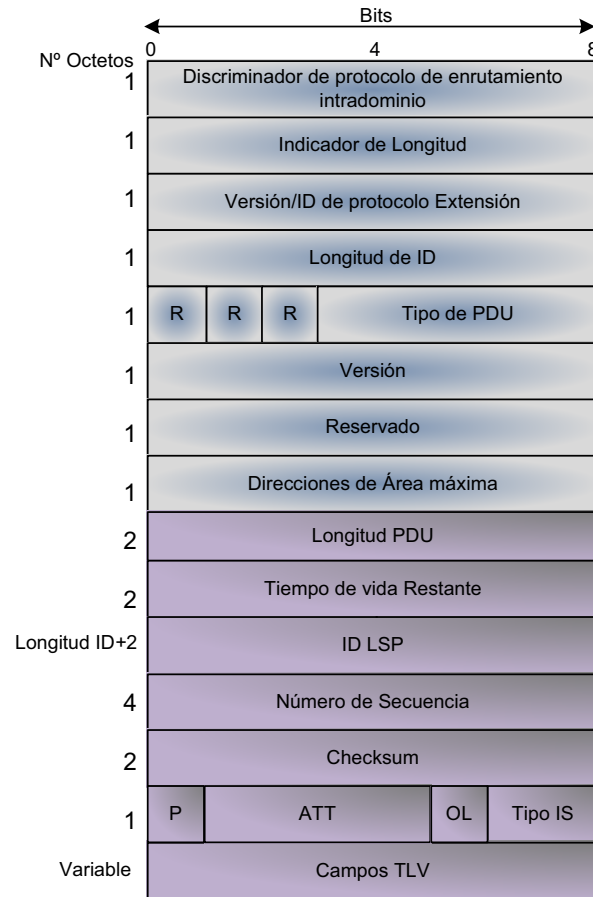 Bits
Nº Octetos
0 4 8
1 Discriminador de protocolo de enrutamiento
intradominio
1 Indicador de Longitud
1 Versión/ID de protocolo Extensión
1 Longitud de ID
1 R R R Tipo de PDU
1 Versión
1 Reservado
1 Direcciones de Área máxima
2 Longitud PDU
2 Tiempo de vida Restante
Longitud ID+2 ID LSP
4 Número de Secuencia
2 Checksum
1 P ATT OL Tipo IS
Variable Campos TLV